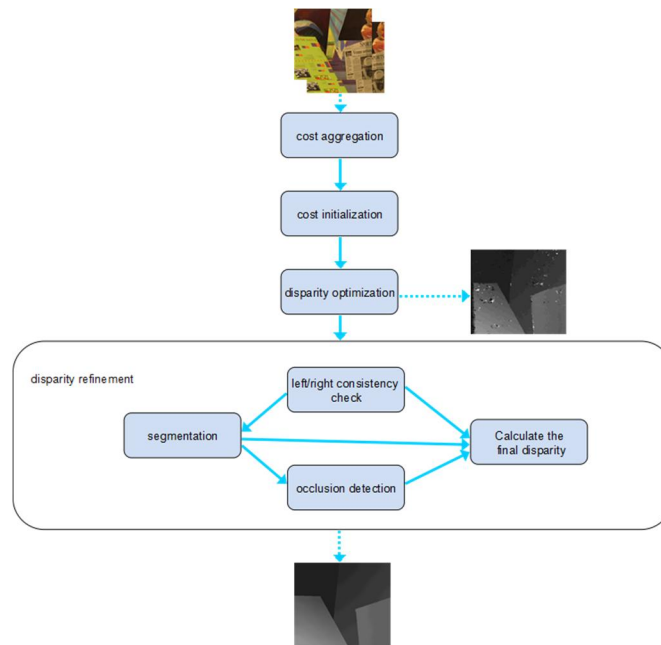 cost aggregation
cost initialization
disparity optimization
disparity refinement
left/right consistency
check
segmentation
Calculate the
final disparity
occlusion detection